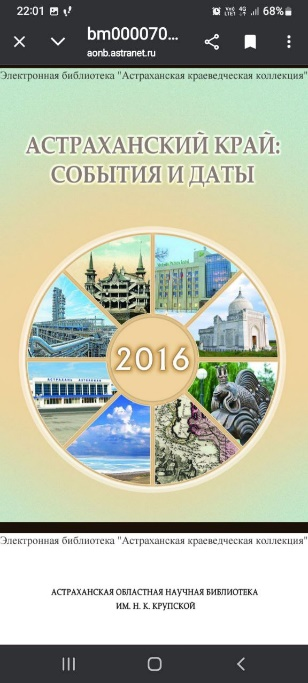 22:01
68%
bm000070...
aonb.astranet.ru
Электронная библиотека "Астраханская краеведческая коллекция"
АСТРАХАНСКИЙ КРАЙ:
СОБЫТИЯ И ДАТЫ
2016
Электронная библиотека "Астраханская краеведческая коллекция"
АСТРАХАНСКАЯ ОБЛАСТНАЯ НАУЧНАЯ БИБЛИОТЕКА
ИМ. Н. К. КРУПСКОЙ